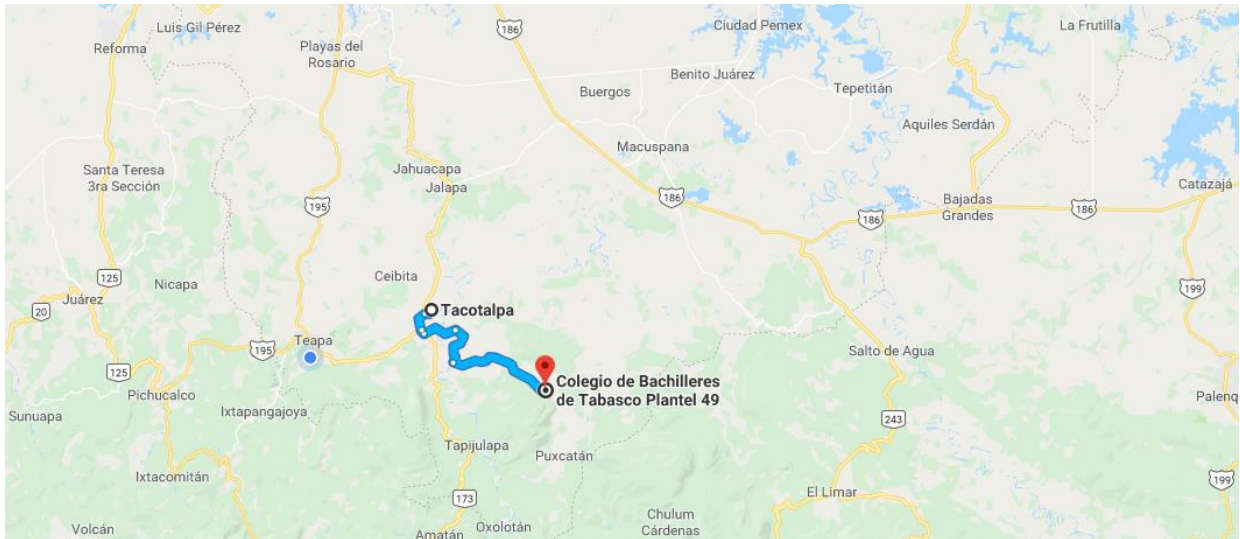 186
Luis Gil Pérez
Ciudad Pemex
La Frutilla
Reforma
Playas del
Rosario
Benito Juárez
Tepetitán
Buergos
Aquiles Serdán
Macuspana
Santa Teresa
3ra Sección
Jahuacapa
Jalapa
186
Catazajá
195
Bajadas
Grandes
186
186
125
Nicapa
Ceibita
199
Juárez
20
Tacotalpa
Teapa
195
Salto de Agua
125
Colegio de Bachilleres
de Tabasco Plantel 49
Pichucalco
Palenq
Sunuapa
Ixtapangajoya
243
Tapijulapa
Puxcatán
Ixtacomitán
199
El Limar
173
Chulum
Cárdenas
Volcán
Oxolotán
Amatán